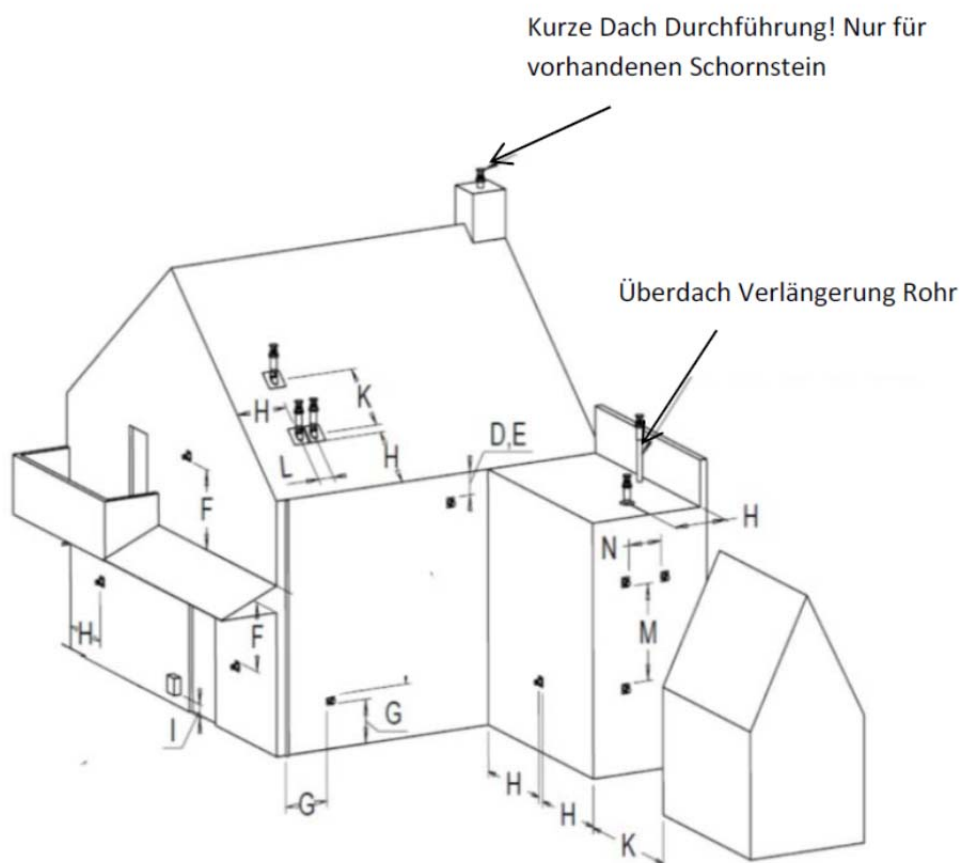 Kurze Dach Durchführung! Nur für
vorhandenen Schornstein
Überdach Verlängerung Rohr
K
H
D,E
L
H
F
H
N
F
M
H
I
G
G
H
H
K